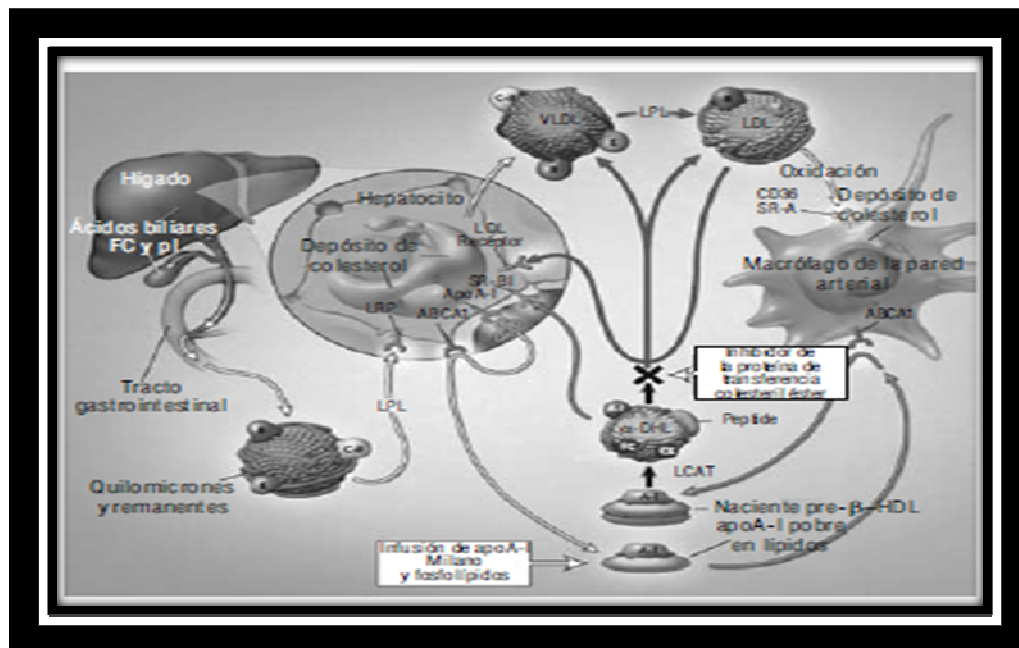 VLDL
LPL
LDL
Oxidación
CD36
SR-A
Depósito de
colesterol
Macrófago de la pared
arterial
ABCA1
Hígado
Ácidos biliares
FC y pl
Hepatocito
Depósito de
colesterol
LDL
Receptor
SR-BI
ApoA-I
LRP
ABCA1
Tracto
gastrointestinal
LPL
Quilomicrones
y remanentes
Inhibidor de
la proteína de
transferencia
colesteril éster
Peptide
LCAT
A-I
Naciente pre-β-HDL
apoA-I pobre
en lípidos
A-I
Infusión de apoA-I
Milano
y fosfolípidos